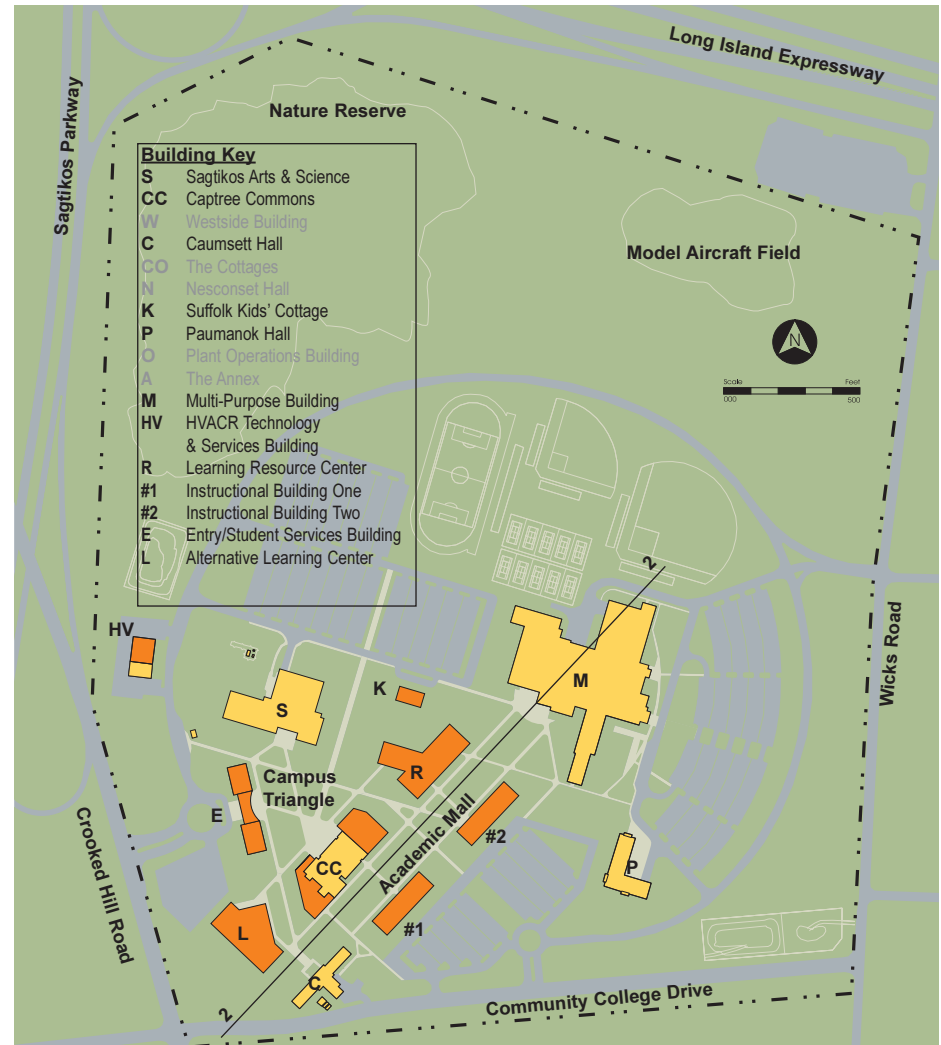 Long Island Expressway
Sagtikos Parkway
Nature Reserve
Building Key
S Sagtikos Arts & Science
CC Captree Commons
W Westside Building
C Caumsett Hall
CO The Cottages
N Nesconset Hall
K Suffolk Kids' Cottage
P Paumanok Hall
O Plant Operations Building
A The Annex
M Multi-Purpose Building
HV HVACR Technology
& Services Building
R Learning Resource Center
#1 Instructional Building One
#2 Instructional Building Two
E Entry/Student Services Building
L Alternative Learning Center
Model Aircraft Field
N
Scale Feet
000 500
2
HV
Wicks Road
K
M
S
R
Campus
Triangle
E
Academic Mall
#2
CC
P
Crooked Hill Road
#1
L
C
Community College Drive
2